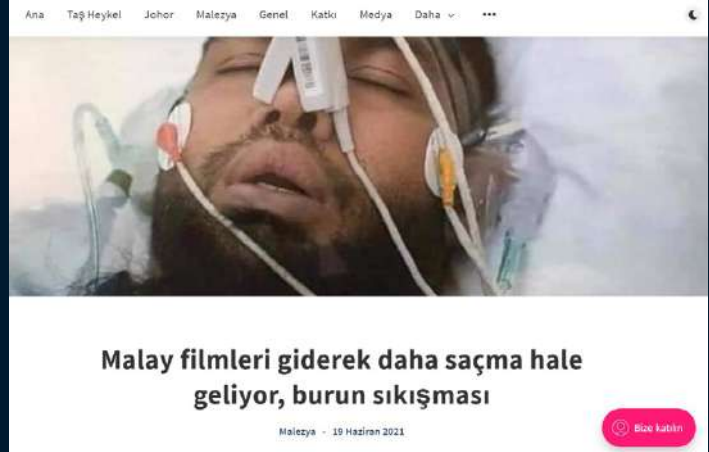 Ana Taş Heykel Johor Malezya Genel Katkı Medya Daha
Malay filmleri giderek daha saçma hale
geliyor, burun sıkışması
Malezya - 19 Haziran 2021
Bize katılın